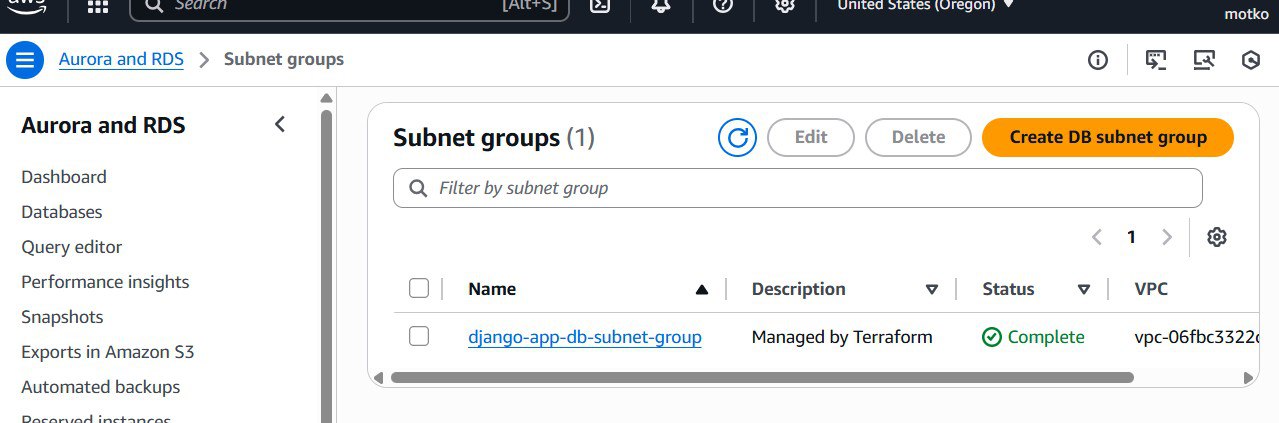 aws
Search
[Alt+S]
United States (Oregon)
motko
Aurora and RDS
Subnet groups
Aurora and RDS
Dashboard
Databases
Query editor
Performance insights
Snapshots
Exports in Amazon S3
Automated backups
Reserved instances
Subnet groups (1)
Edit
Delete
Create DB subnet group
Filter by subnet group
1
Name
Description
Status
VPC
django-app-db-subnet-group
Managed by Terraform
Complete
vpc-06fbc3322